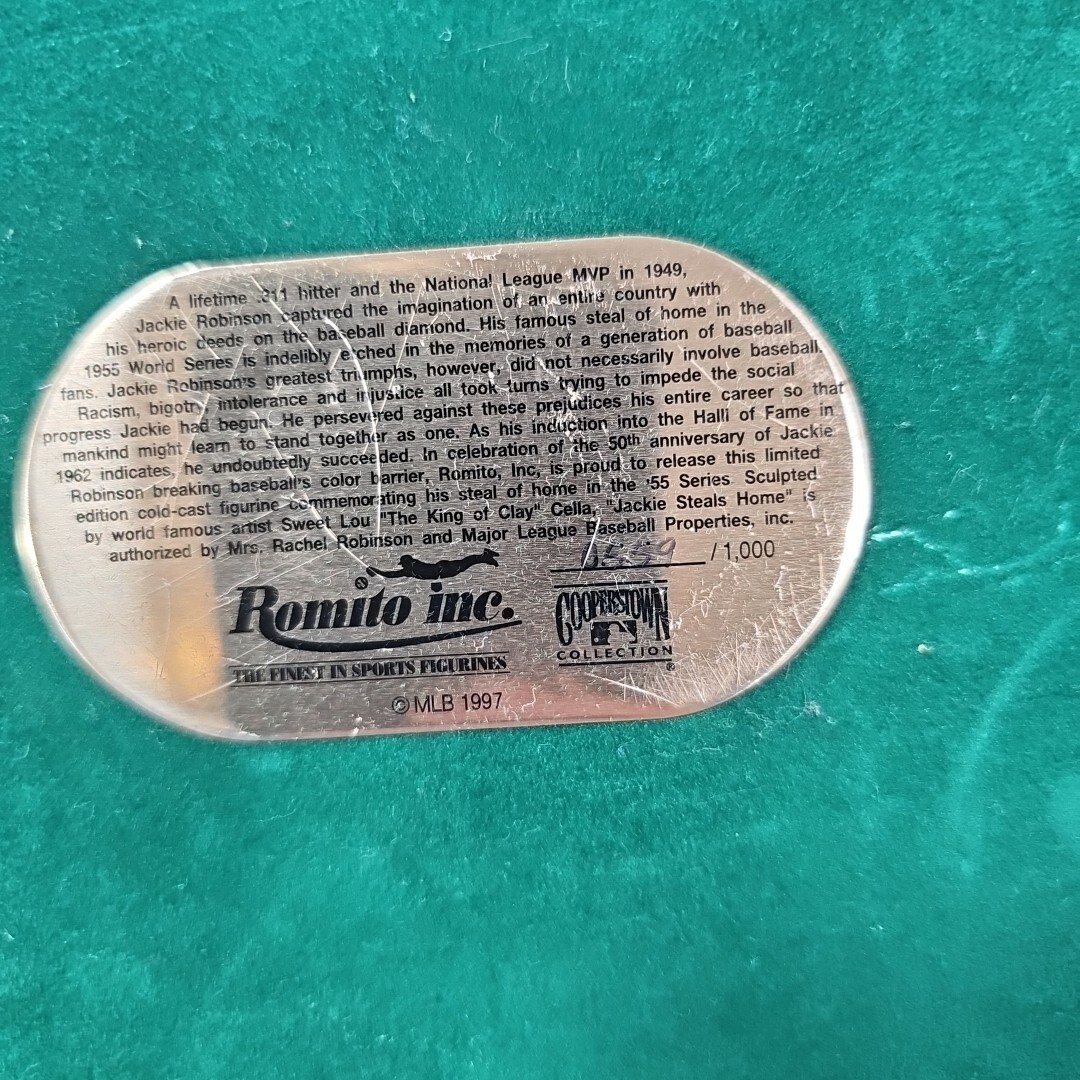 A lifetime .311 hitter and the National League MVP in 1949,
Jackie Robinson captured the imagination of an entire country with
his heroic deeds on the baseball diamond. His famous steal of home in the
1955 World Series is indelibly etched in the memories of a generation of baseball
fans. Jackie Robinson's greatest triumphs, however, did not necessarily involve baseball.
Racism, bigotry intolerance and injustice all took turns trying to impede the social
progress Jackie had begun. He persevered against these prejudices his entire career so that
mankind might learn to stand together as one. As his induction into the Halli of Fame in
1962 indicates, he undoubtedly succeeded. In celebration of the 50th anniversary of Jackie
Robinson breaking baseball's color barrier, Romito, Inc. is proud to release this limited
edition cold-cast figurine commemorating his steal of home in the '55 Series. Sculpted
by world famous artist Sweet Lou "The King of Clay" Cella, "Jackie Steals Home" is
authorized by Mrs. Rachel Robinson and Major League Baseball Properties, inc.
/1,000
Romito inc.
THE FINEST IN SPORTS FIGURINES
COOPERSTOWN
COLLECTION
®
© MLB 1997